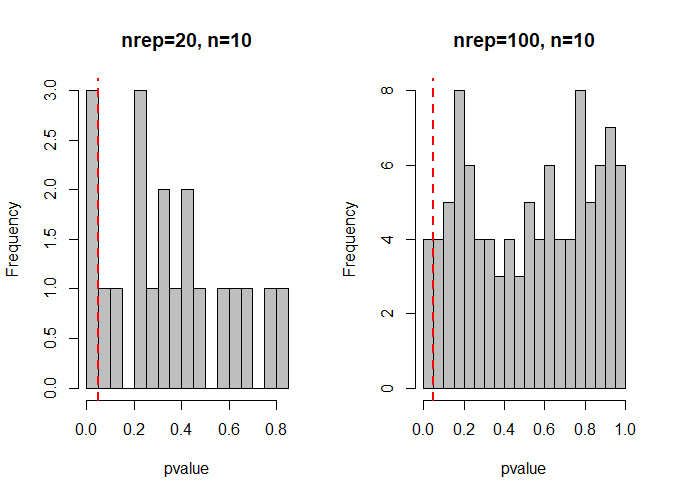 nrep=20, n=10
Frequency
0.0 0.5 1.0 1.5 2.0 2.5 3.0
0.0 0.2 0.4 0.6 0.8
pvalue
nrep=100, n=10
Frequency
0 2 4 6 8
0.0 0.2 0.4 0.6 0.8 1.0
pvalue